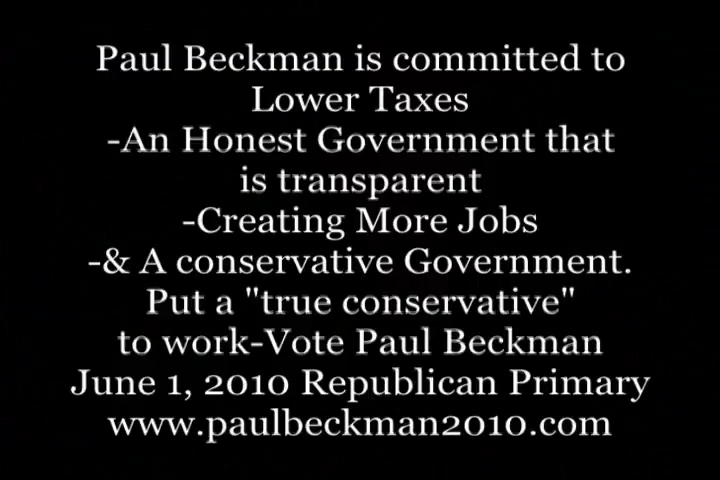 Paul Beckman is committed to
Lower Taxes
-An Honest Government that
is transparent
-Creating More Jobs
-& A conservative Government.
Put a "true conservative"
to work-Vote Paul Beckman
June 1, 2010 Republican Primary
www.paulbeckman2010.com